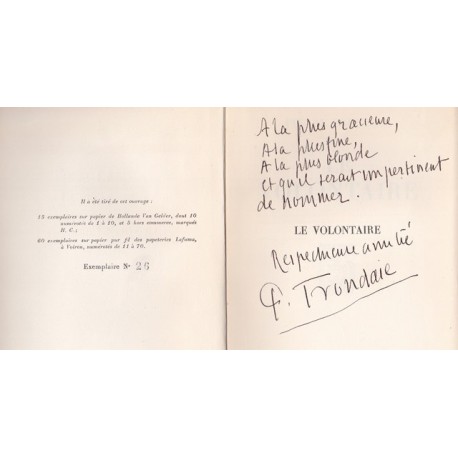 Il a été tiré de cet ouvrage :
15 exemplaires sur papier de Hollande Van Gelder, dont 10
numérotés de 1 à 10, et 5 hors commerce, marqués
H. C. ;
60 exemplaires sur papier pur fil des papeteries Lafuma,
à Voiron, numérotés de 11 à 70.
Exemplaire N° 26
A la plus gracieuse,
A la plus fine,
A la plus blonde
et qu'il serait impertinent
de nommer.
LE VOLONTAIRE
Respectueuse amitié
P. Frondaie